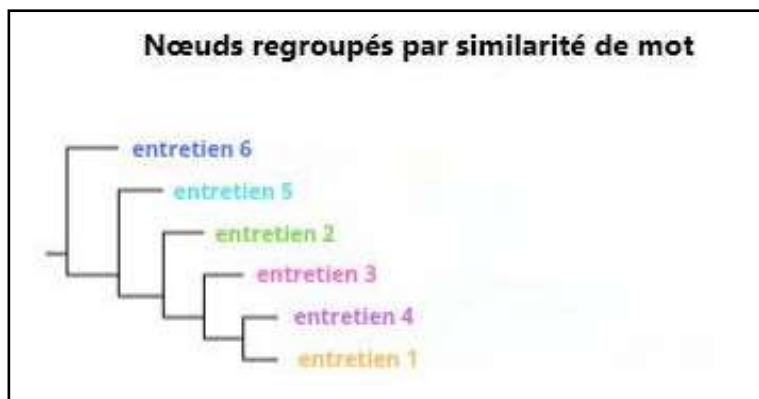 Nœuds regroupés par similarité de mot
entretien 6
entretien 5
entretien 2
entretien 3
entretien 4
entretien 1